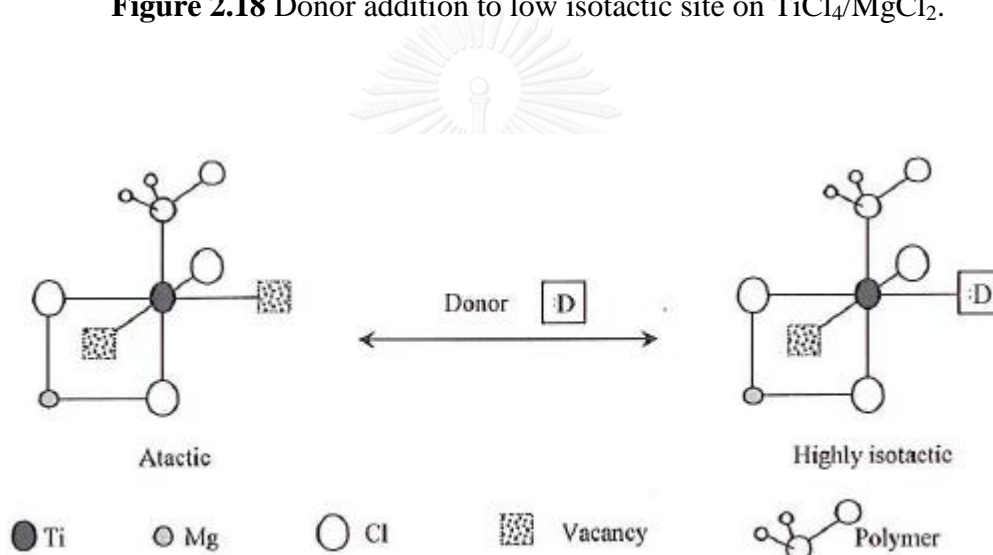 Figure 2.18 Donor addition to low isotactic site on TiCl₄/MgCl₂.
Donor :D
:D
Atactic
Highly isotactic
Ti Mg Cl Vacancy Polymer